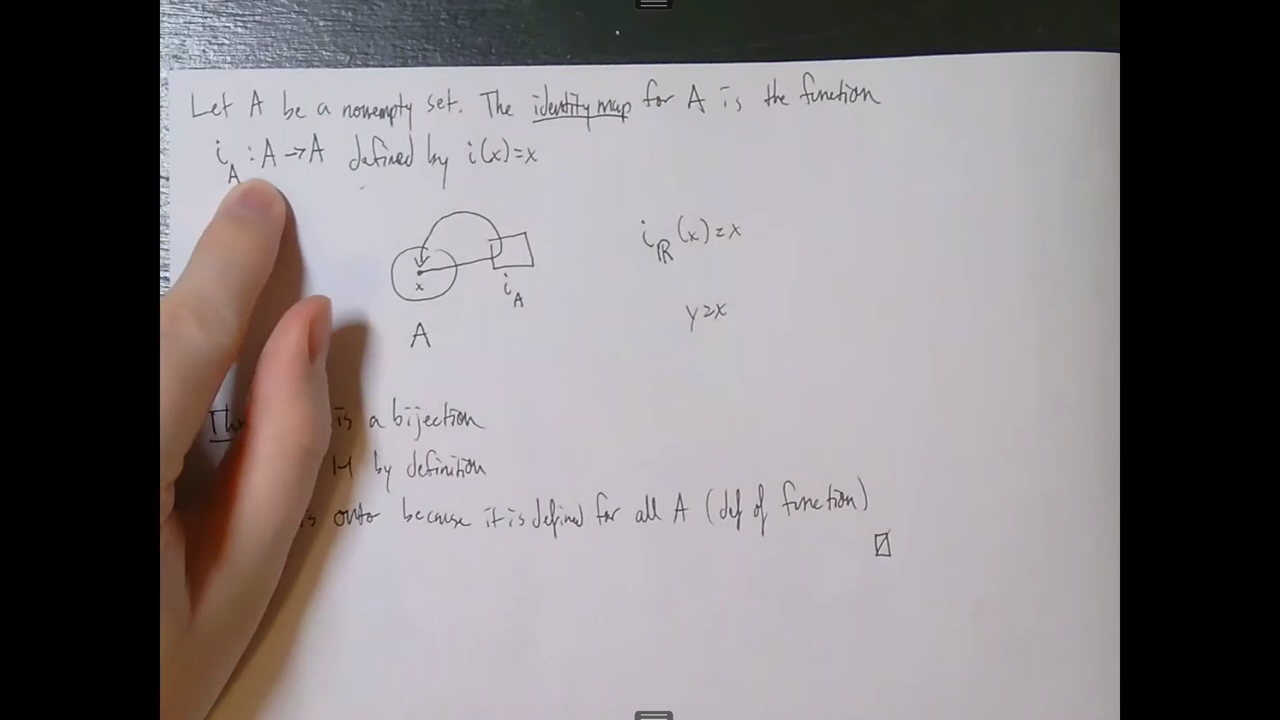 Let A be a nonempty set. The identity map for A is the function
i_A : A → A defined by i(x)=x
i_ℝ(x)=x
x
i_A
y=x
A
Thm is a bijection
1-1 by definition
is onto because it is defined for all A (def of function)